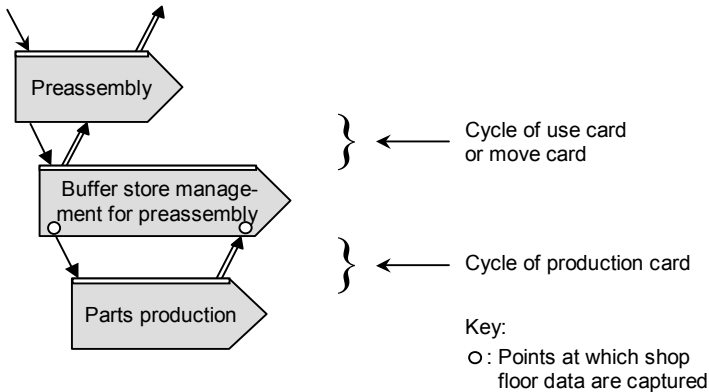 Preassembly
Cycle of use card
or move card
Buffer store manage-
ment for preassembly
Cycle of production card
Parts production
Key:
O: Points at which shop
floor data are captured